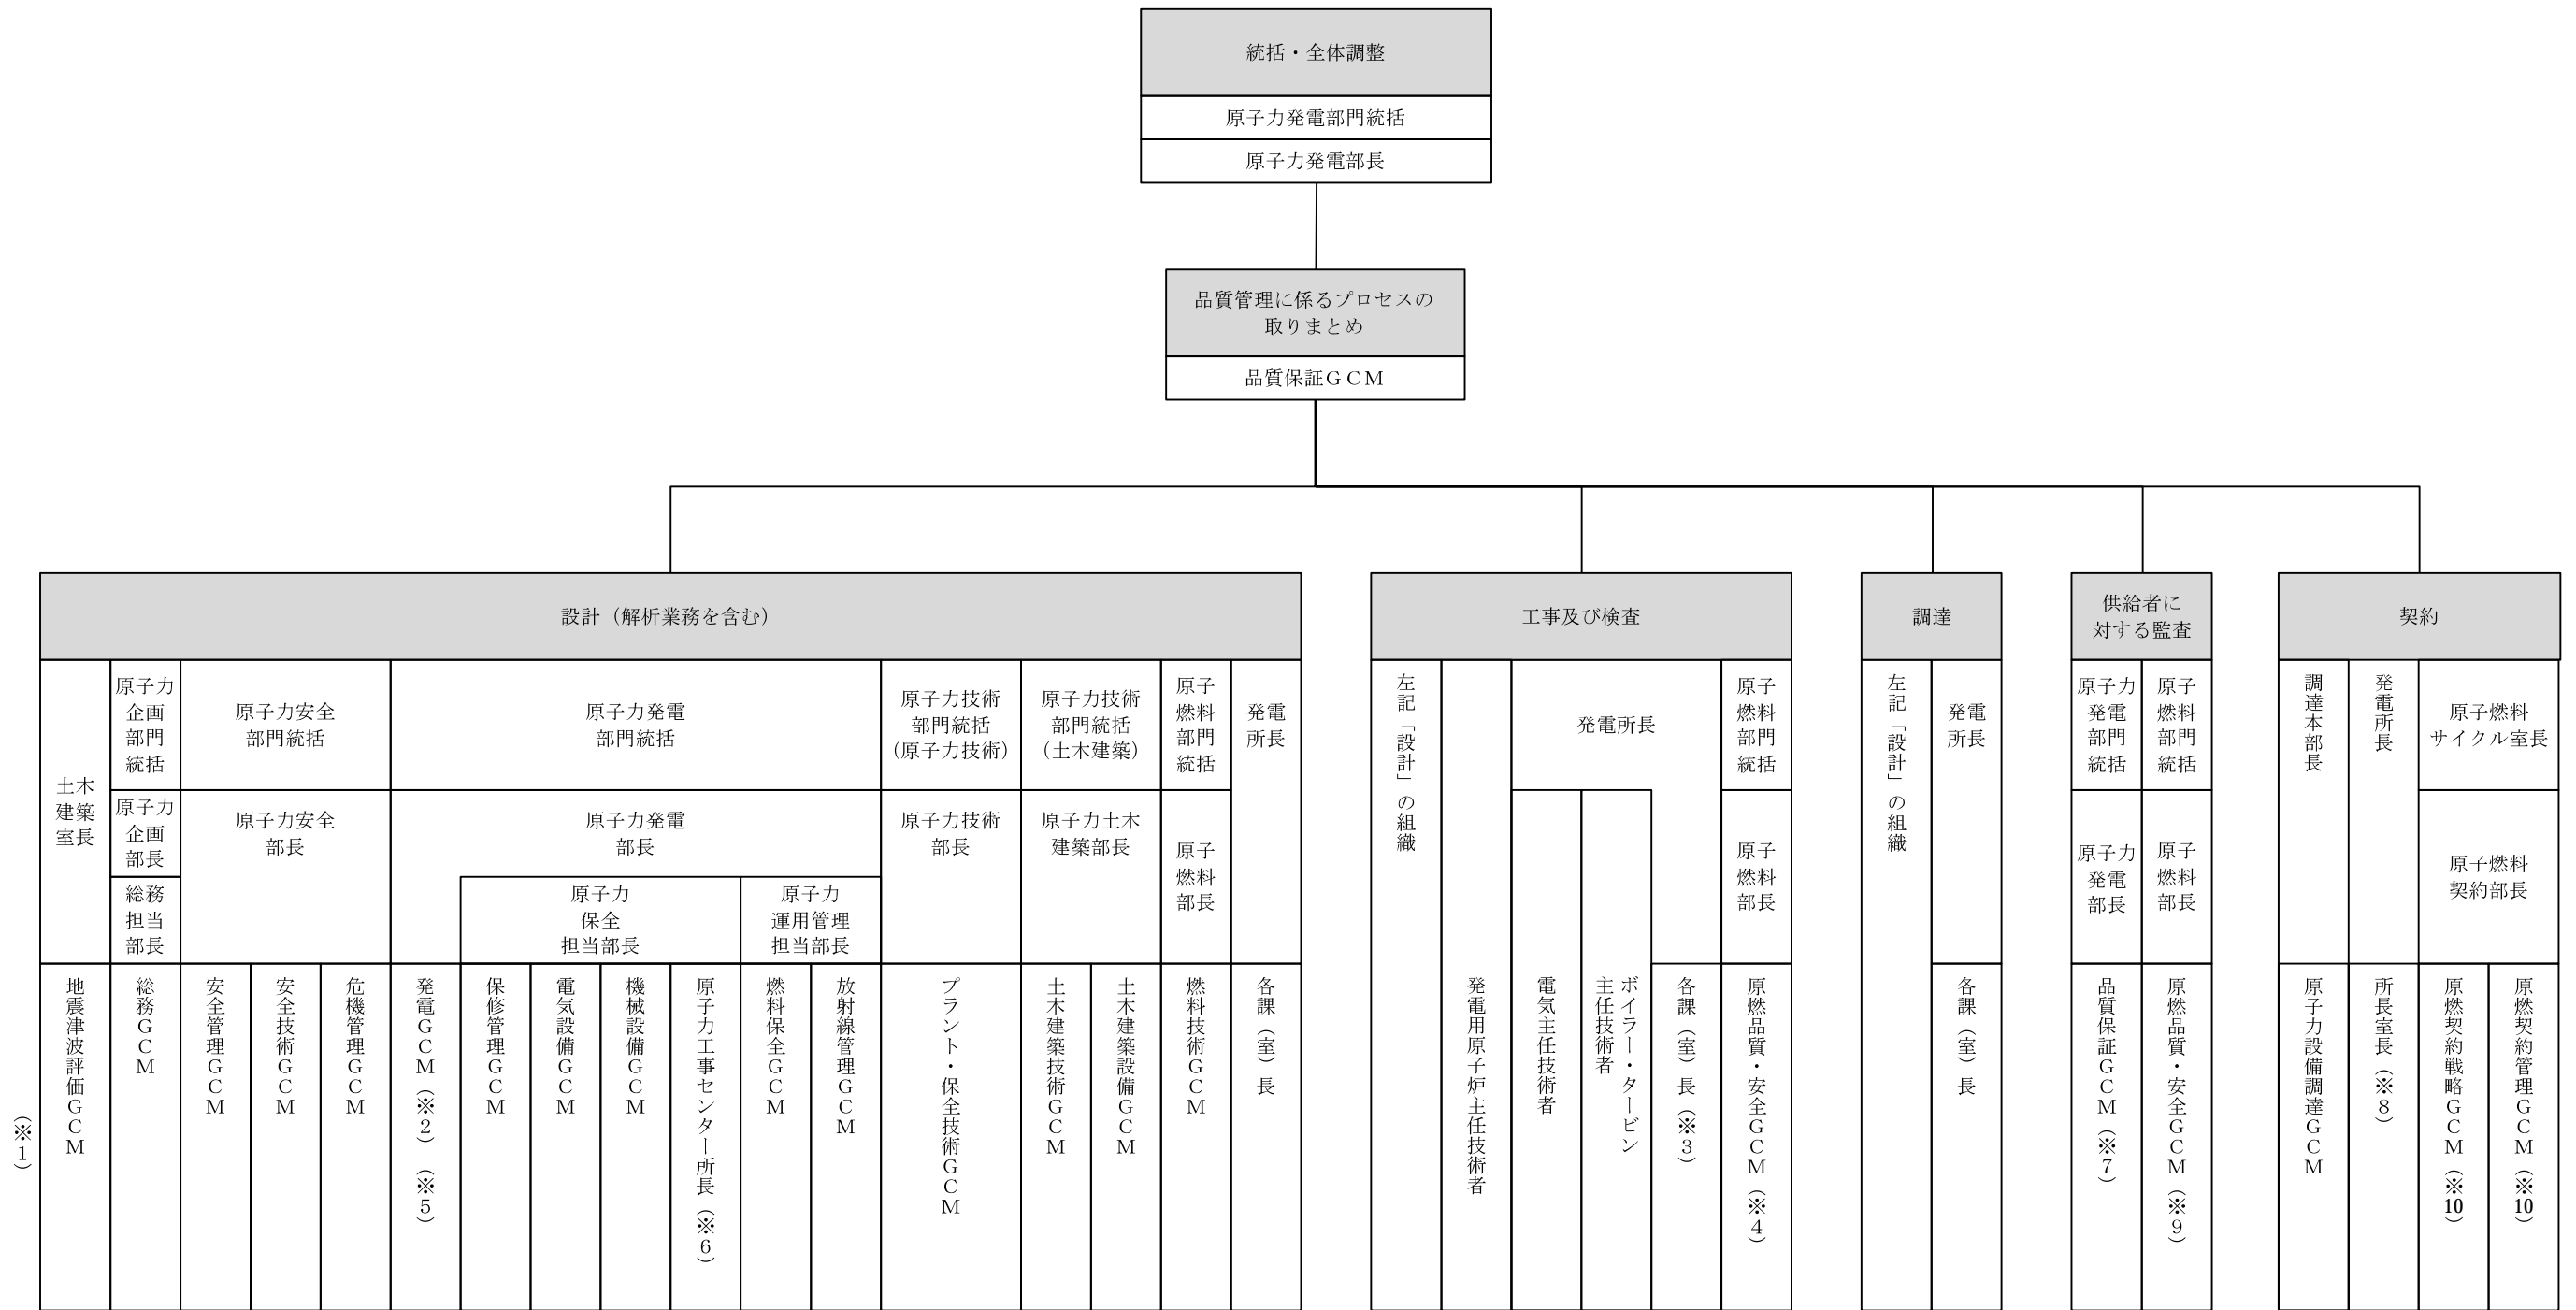 統括・全体調整
原子力発電部門統括
原子力発電部長
品質管理に係るプロセスの
取りまとめ
品質保証ＧＣＭ
設計（解析業務を含む）
土木
建築
室長
原子力
企画
部門
統括
原子力安全
部門統括
原子力発電
部門統括
原子力技術
部門統括
（原子力技術）
原子力技術
部門統括
（土木建築）
原子
燃料
部門
統括
発電
所長
原子力
企画
部長
原子力安全
部長
原子力発電
部長
原子力技術
部長
原子力土木
建築部長
原子
燃料
部長
総務
担当
部長
原子力
保全
担当部長
原子力
運用管理
担当部長
（※１）
地震津波評価ＧＣＭ
総務ＧＣＭ
安全管理ＧＣＭ
安全技術ＧＣＭ
危機管理ＧＣＭ
発電ＧＣＭ（※２）（※５）
保修管理ＧＣＭ
電気設備ＧＣＭ
機械設備ＧＣＭ
原子力工事センター所長（※６）
燃料保全ＧＣＭ
放射線管理ＧＣＭ
プラント・保全技術ＧＣＭ
土木建築技術ＧＣＭ
土木建築設備ＧＣＭ
燃料技術ＧＣＭ
各課（室）長
工事及び検査
左記「設計」の組織
発電用原子炉主任技術者
発電所長
電気主任技術者
ボイラー・タービン
主任技術者
各課（室）長（※３）
原子
燃料
部門
統括
原子
燃料
部長
原燃品質・安全ＧＣＭ（※４）
調達
左記「設計」の組織
発電
所長
各課（室）長
供給者に
対する監査
原子力
発電
部門
統括
原子
燃料
部門
統括
原子力
発電
部長
原子
燃料
部長
品質保証ＧＣＭ（※７）
原燃品質・安全ＧＣＭ（※９）
契約
調達本部長
発電所長
原子燃料
サイクル室長
原子燃料
契約部長
原子力設備調達ＧＣＭ
所長室長（※８）
原燃契約戦略ＧＣＭ（※10）
原燃契約管理ＧＣＭ（※10）